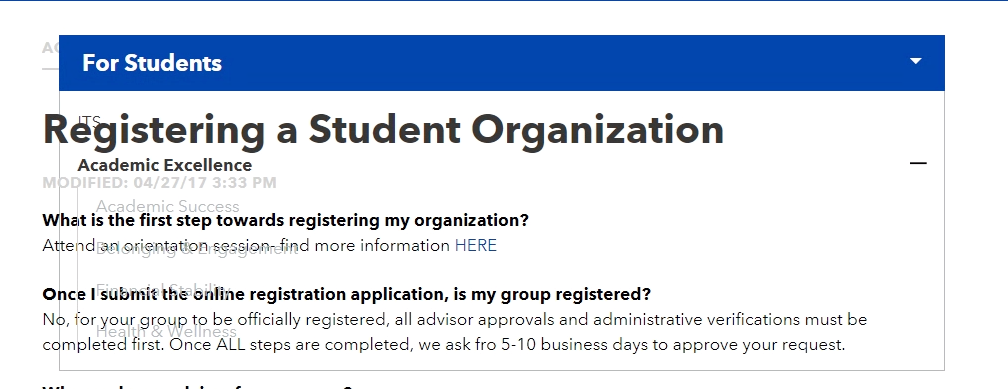 AC
For Students
ITS
Registering a Student Organization
Academic Excellence
MODIFIED: 04/27/17 3:33 PM
Academic Success
What is the first step towards registering my organization?
Attend an orientation session- find more information HERE
Belonging & Engagement
Financial Stability
Once I submit the online registration application, is my group registered?
No, for your group to be officially registered, all advisor approvals and administrative verifications must be
Health & Wellness
completed first. Once ALL steps are completed, we ask fro 5-10 business days to approve your request.